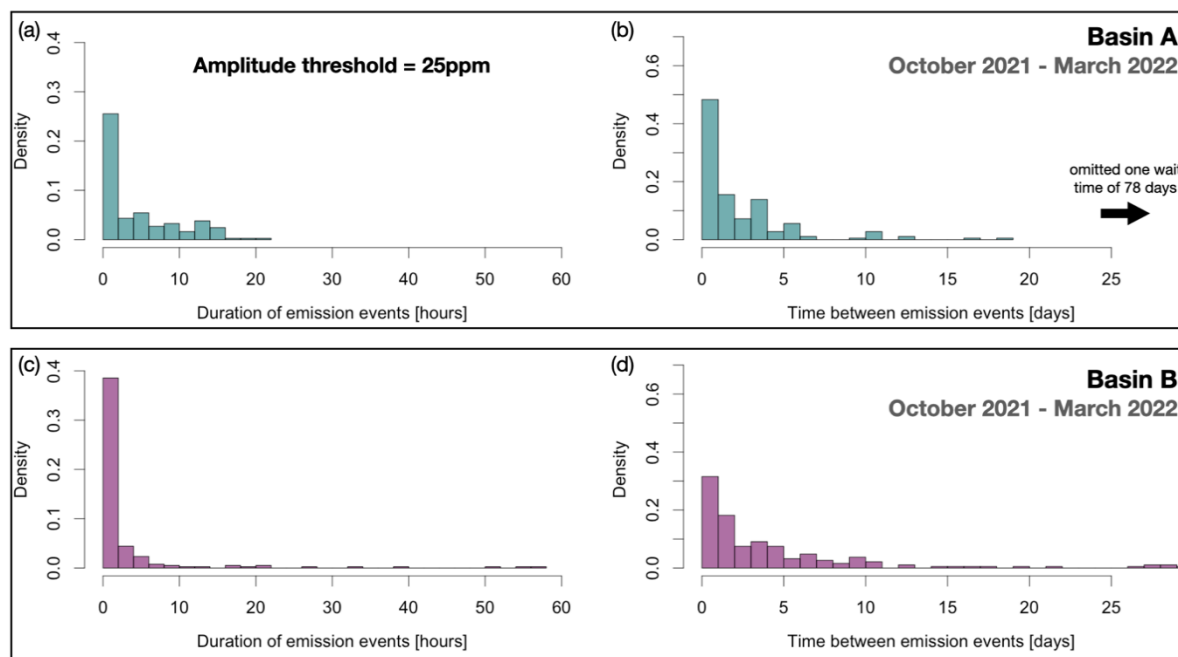 (a)
Amplitude threshold = 25ppm
Density
0.0 0.1 0.2 0.3 0.4
0 10 20 30 40 50 60
Duration of emission events [hours]
(b)
Basin A
October 2021 - March 2022
omitted one wait
time of 78 days
Density
0.0 0.2 0.4 0.6
0 5 10 15 20 25
Time between emission events [days]
(c)
Density
0.0 0.1 0.2 0.3 0.4
0 10 20 30 40 50 60
Duration of emission events [hours]
(d)
Basin B
October 2021 - March 2022
Density
0.0 0.2 0.4 0.6
0 5 10 15 20 25
Time between emission events [days]